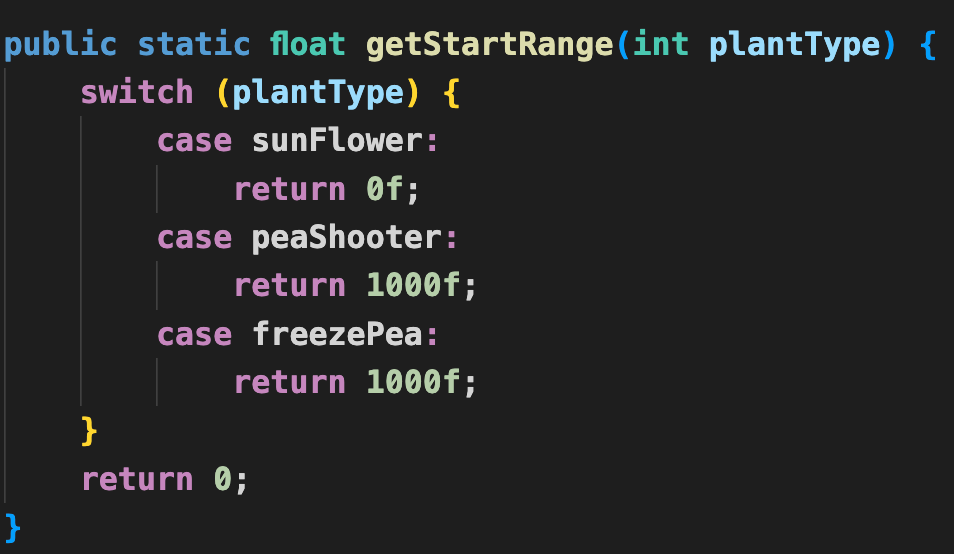 public static float getStartRange(int plantType) {
    switch (plantType) {
        case sunFlower:
            return 0f;
        case peaShooter:
            return 1000f;
        case freezePea:
            return 1000f;
    }
    return 0;
}